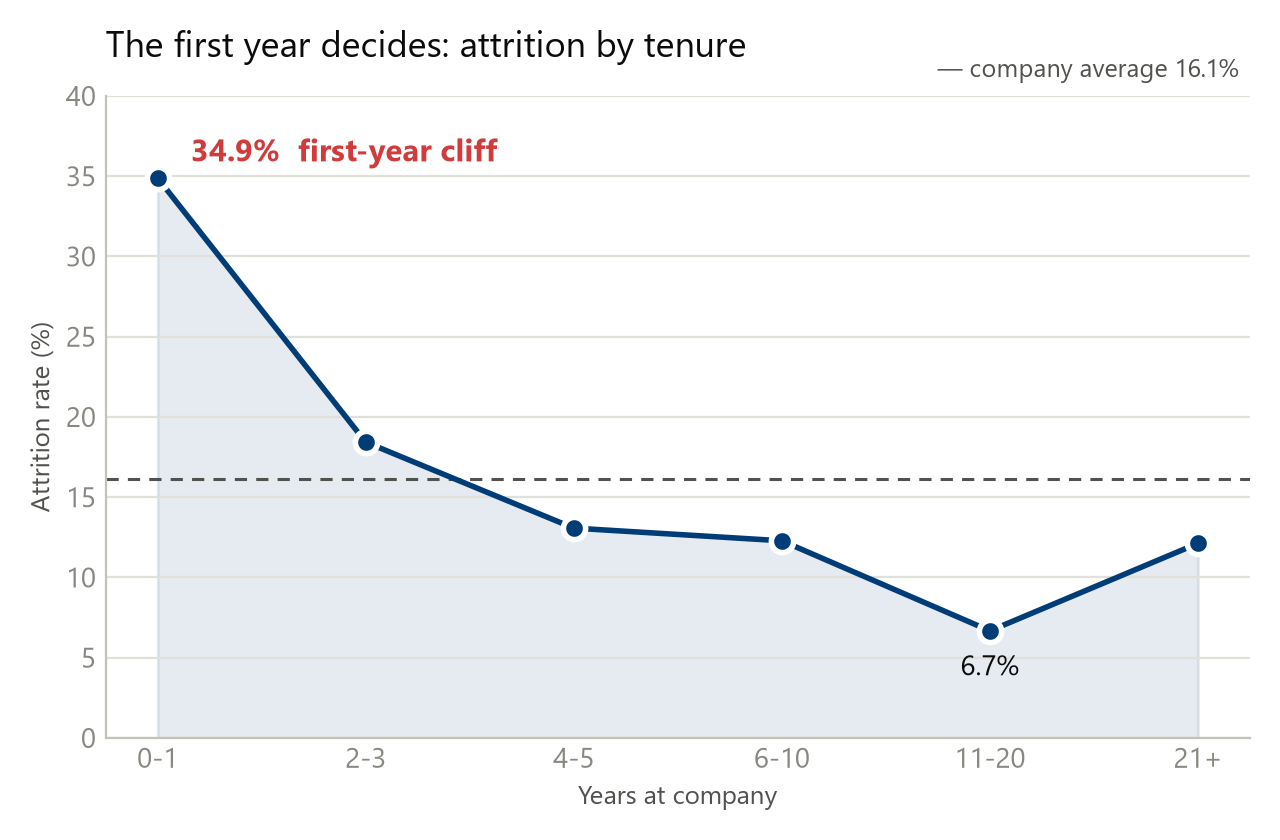 The first year decides: attrition by tenure
— company average 16.1%
34.9%  first-year cliff
40
35
30
25
20
15
10
5
0
Attrition rate (%)
6.7%
0-1 2-3 4-5 6-10 11-20 21+
Years at company